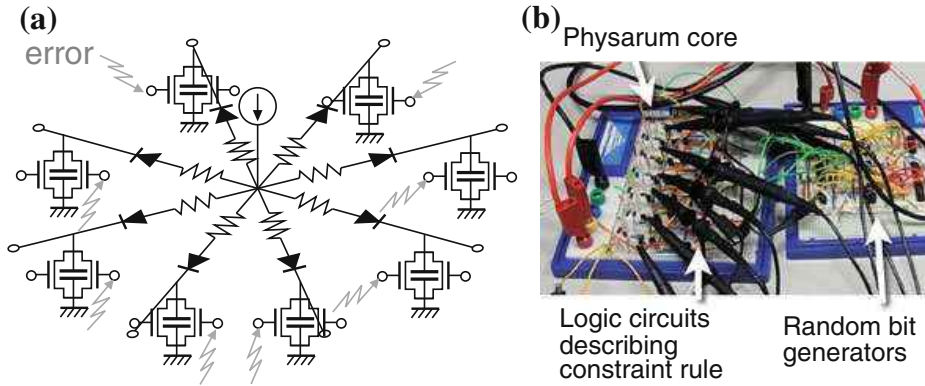 (a)
error
(b)
Physarum core
Logic circuits
describing
constraint rule
Random bit
generators